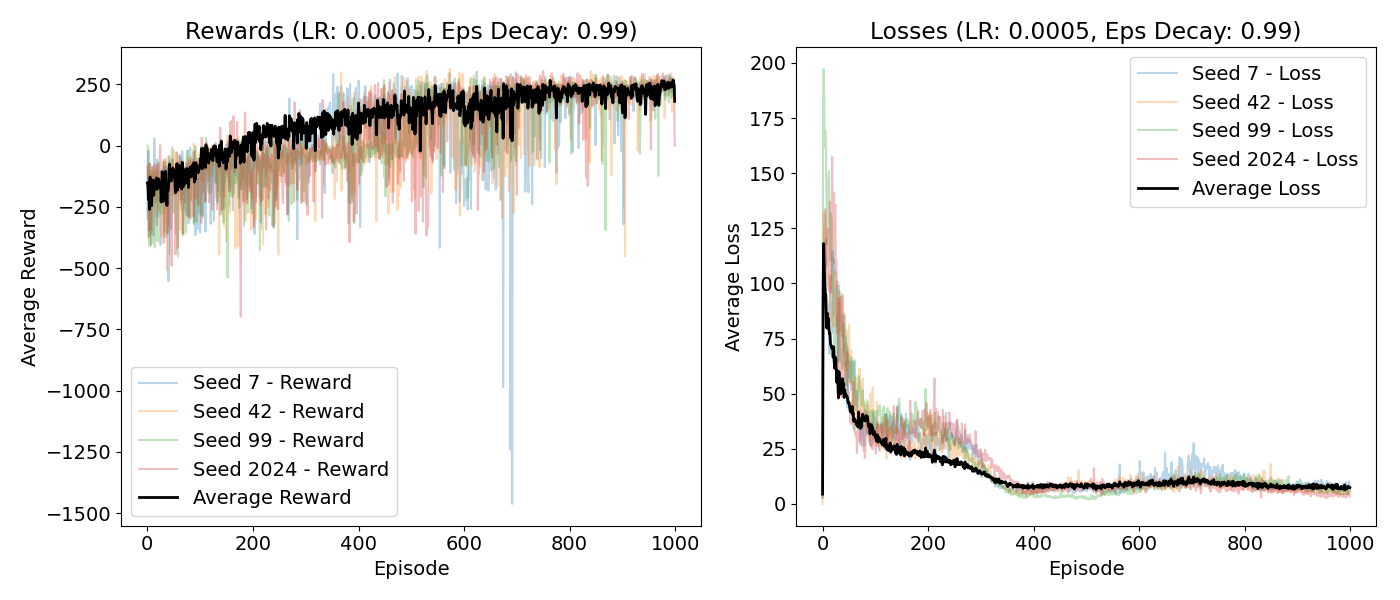 Rewards (LR: 0.0005, Eps Decay: 0.99)
Average Reward
250
0
−250
−500
−750
−1000
−1250
−1500
Seed 7 - Reward
Seed 42 - Reward
Seed 99 - Reward
Seed 2024 - Reward
Average Reward
0
200
400
600
800
1000
Episode
Losses (LR: 0.0005, Eps Decay: 0.99)
Average Loss
200
175
150
125
100
75
50
25
0
Seed 7 - Loss
Seed 42 - Loss
Seed 99 - Loss
Seed 2024 - Loss
Average Loss
0
200
400
600
800
1000
Episode